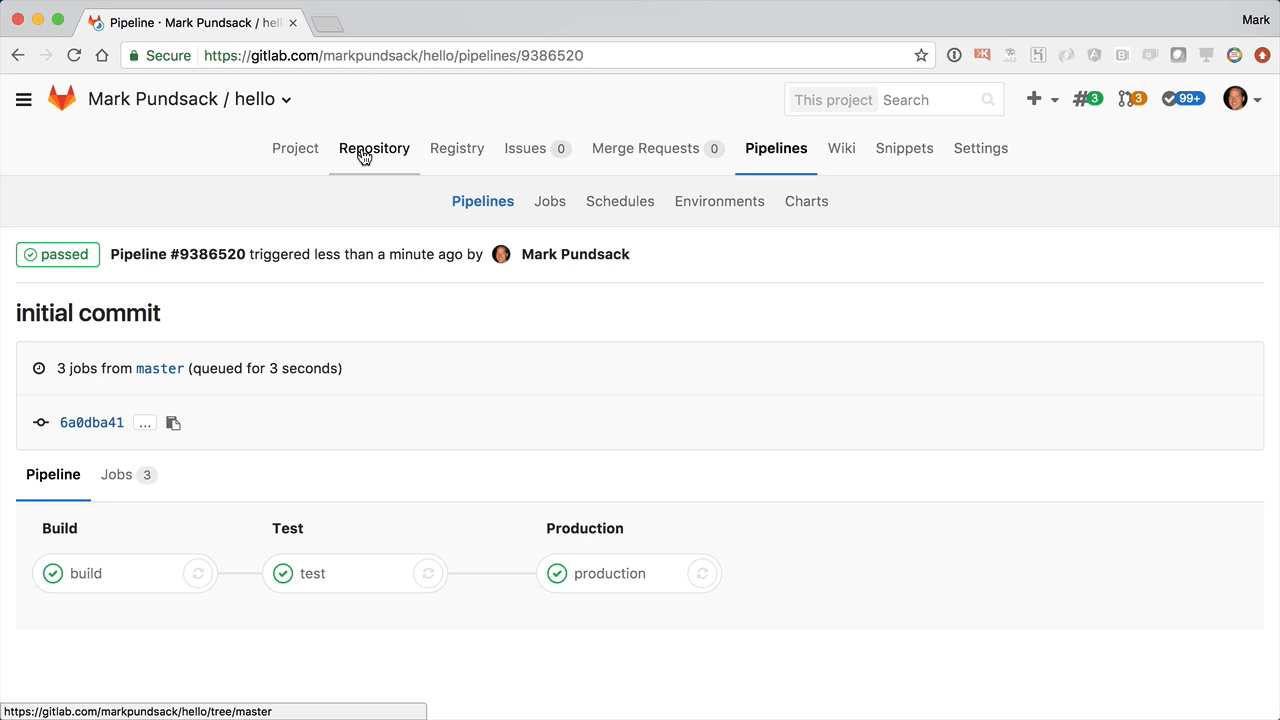 Pipeline · Mark Pundsack / hell
Mark
Secure https://gitlab.com/markpundsack/hello/pipelines/9386520
Mark Pundsack / hello
This project Search
3 3 99+
Project Repository Registry Issues 0 Merge Requests 0 Pipelines Wiki Snippets Settings
Pipelines Jobs Schedules Environments Charts
passed Pipeline #9386520 triggered less than a minute ago by Mark Pundsack
initial commit
3 jobs from master (queued for 3 seconds)
6a0dba41 ...
Pipeline Jobs 3
Build Test Production
build test production
https://gitlab.com/markpundsack/hello/tree/master